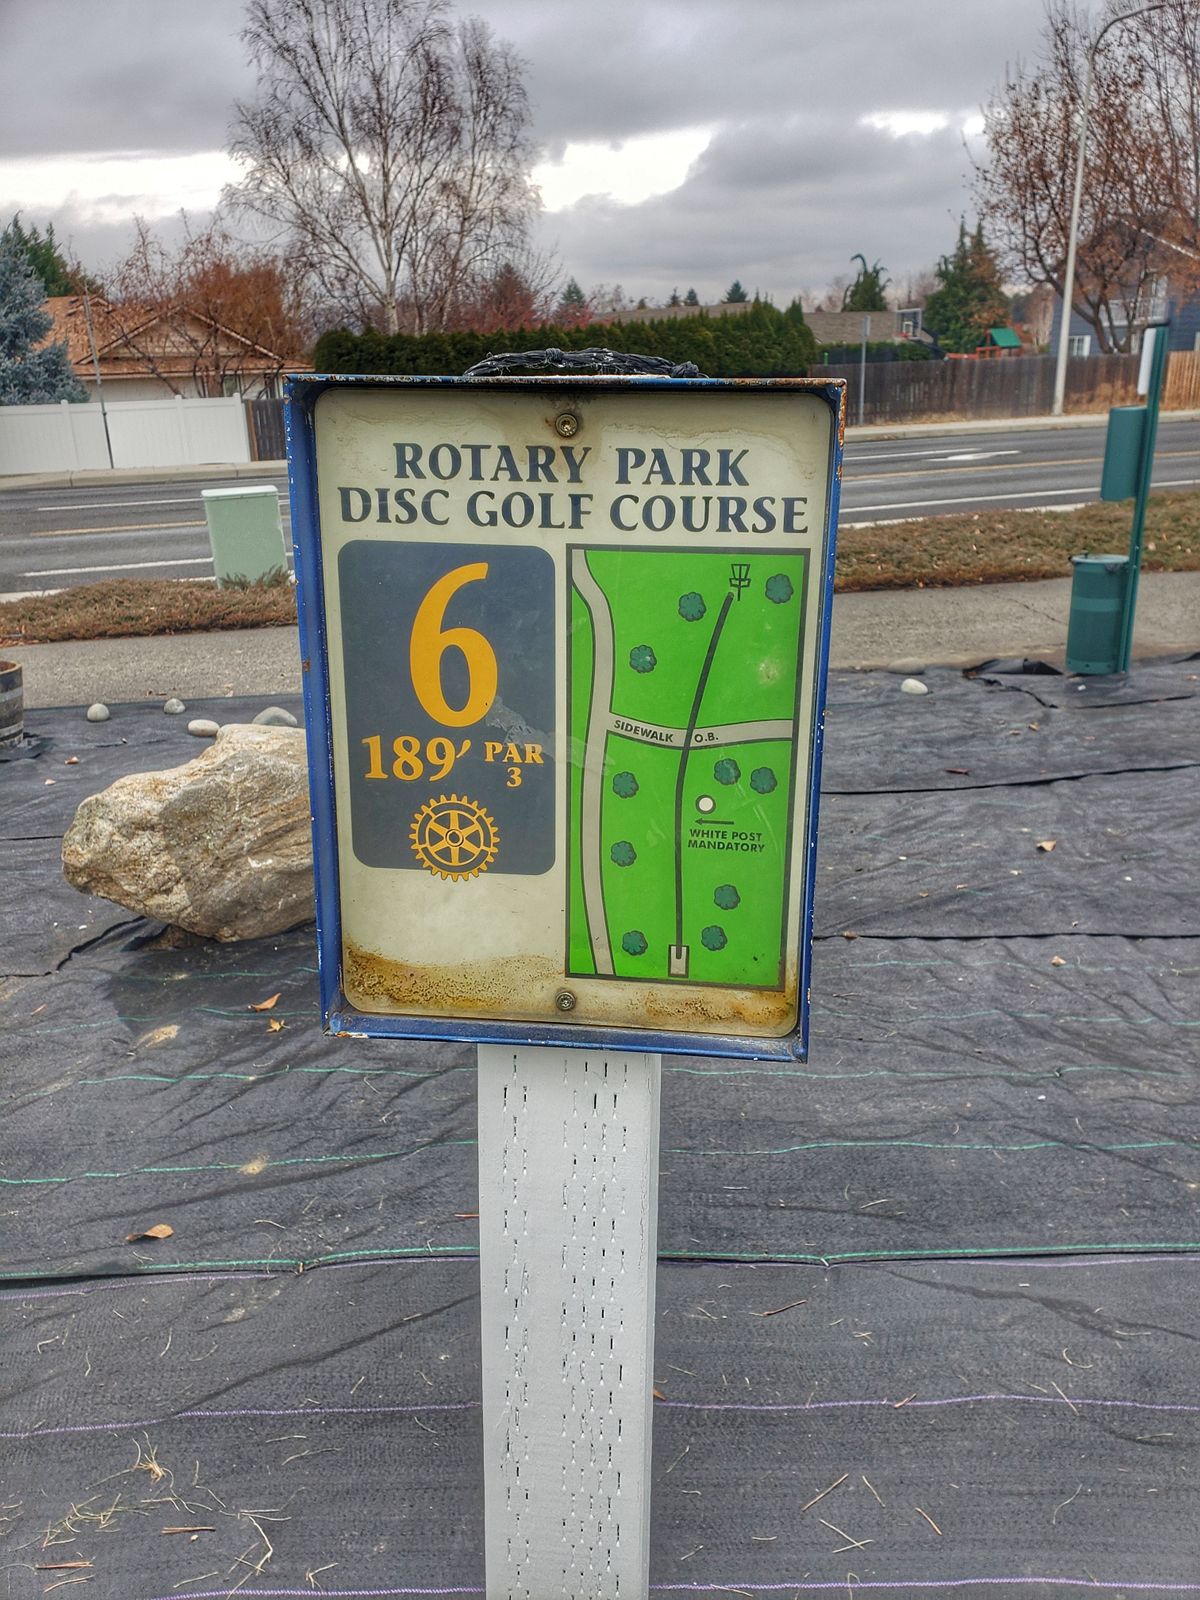 ROTARY PARK
DISC GOLF COURSE
6
189' PAR
3
SIDEWALK O.B.
WHITE POST
MANDATORY